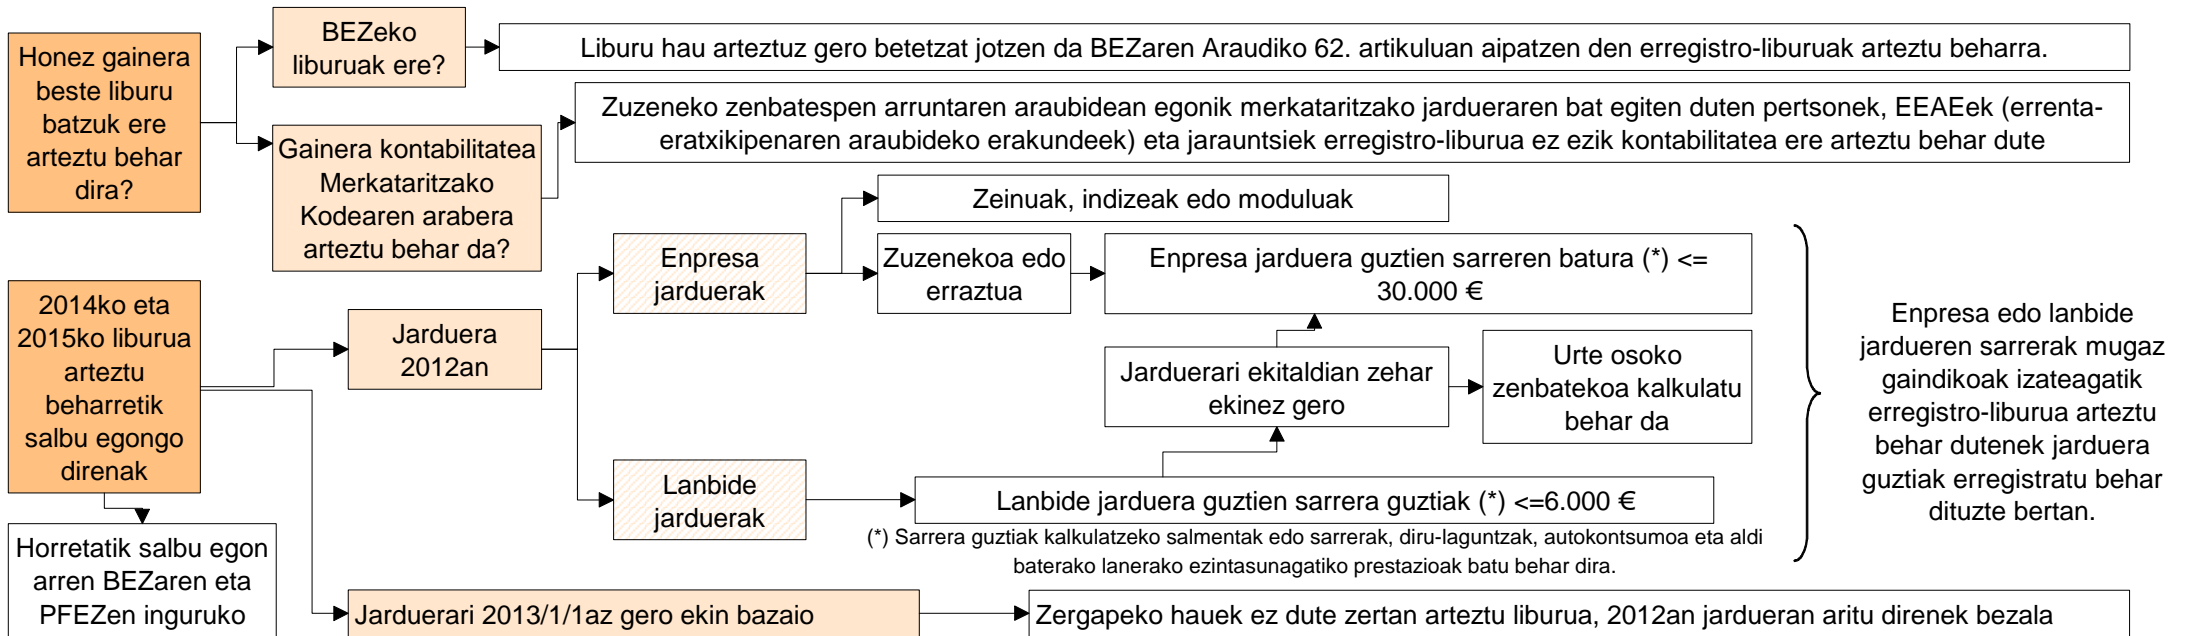 Honez gainera
beste liburu
batzuk ere
arteztu behar
dira?
BEZeko
liburuak ere?
Liburu hau arteztuz gero betetzat jotzen da BEZaren Araudiko 62. artikuluan aipatzen den erregistro-liburuak arteztu beharra.
Gainera kontabilitatea
Merkataritzako
Kodearen arabera
arteztu behar da?
Zuzeneko zenbatespen arruntaren araubidean egonik merkataritzako jardueraren bat egiten duten pertsonek, EEAEek (errenta-
eratxikipenaren araubideko erakundeek) eta jarauntsiek erregistro-liburua ez ezik kontabilitatea ere arteztu behar dute
2014ko eta
2015ko liburua
arteztu
beharretik
salbu egongo
direnak
Jarduera
2012an
Enpresa
jarduerak
Zeinuak, indizeak edo moduluak
Zuzenekoa edo
erraztua
Enpresa jarduera guztien sarreren batura (*) <=
30.000 €
Jarduerari ekitaldian zehar
ekinez gero
Urte osoko
zenbatekoa kalkulatu
behar da
Lanbide
jarduerak
Lanbide jarduera guztien sarrera guztiak (*) <=6.000 €
(*) Sarrera guztiak kalkulatzeko salmentak edo sarrerak, diru-laguntzak, autokontsumoa eta aldi
baterako lanerako ezintasunagatiko prestazioak batu behar dira.
Enpresa edo lanbide
jardueren sarrerak mugaz
gaindikoak izateagatik
erregistro-liburua arteztu
behar dutenek jarduera
guztiak erregistratu behar
dituzte bertan.
Horretatik salbu egon
arren BEZaren eta
PFEZen inguruko
Jarduerari 2013/1/1az gero ekin bazaio
Zergapeko hauek ez dute zertan arteztu liburua, 2012an jardueran aritu direnek bezala